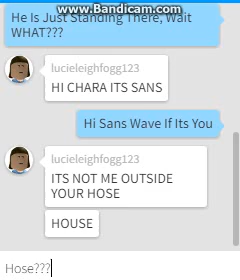 www.Bandicam.com
He Is Just Standing There, Wait
WHAT???
lucieleighfogg123
HI CHARA ITS SANS
Hi Sans Wave If Its You
lucieleighfogg123
ITS NOT ME OUTSIDE
YOUR HOSE
HOUSE
Hose???